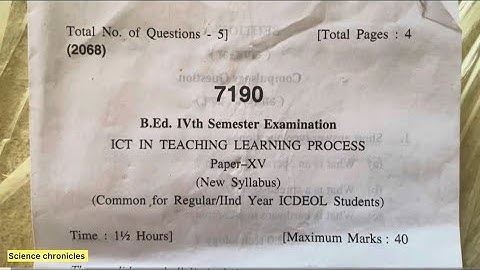 Total No. of Questions - 5] [Total Pages : 4
(2068)
7190
B.Ed. IVth Semester Examination
ICT IN TEACHING LEARNING PROCESS
Paper–XV
(New Syllabus)
(Common for Regular/IInd Year ICDEOL Students)
Time : 1½ Hours] [Maximum Marks : 40
Science chronicles